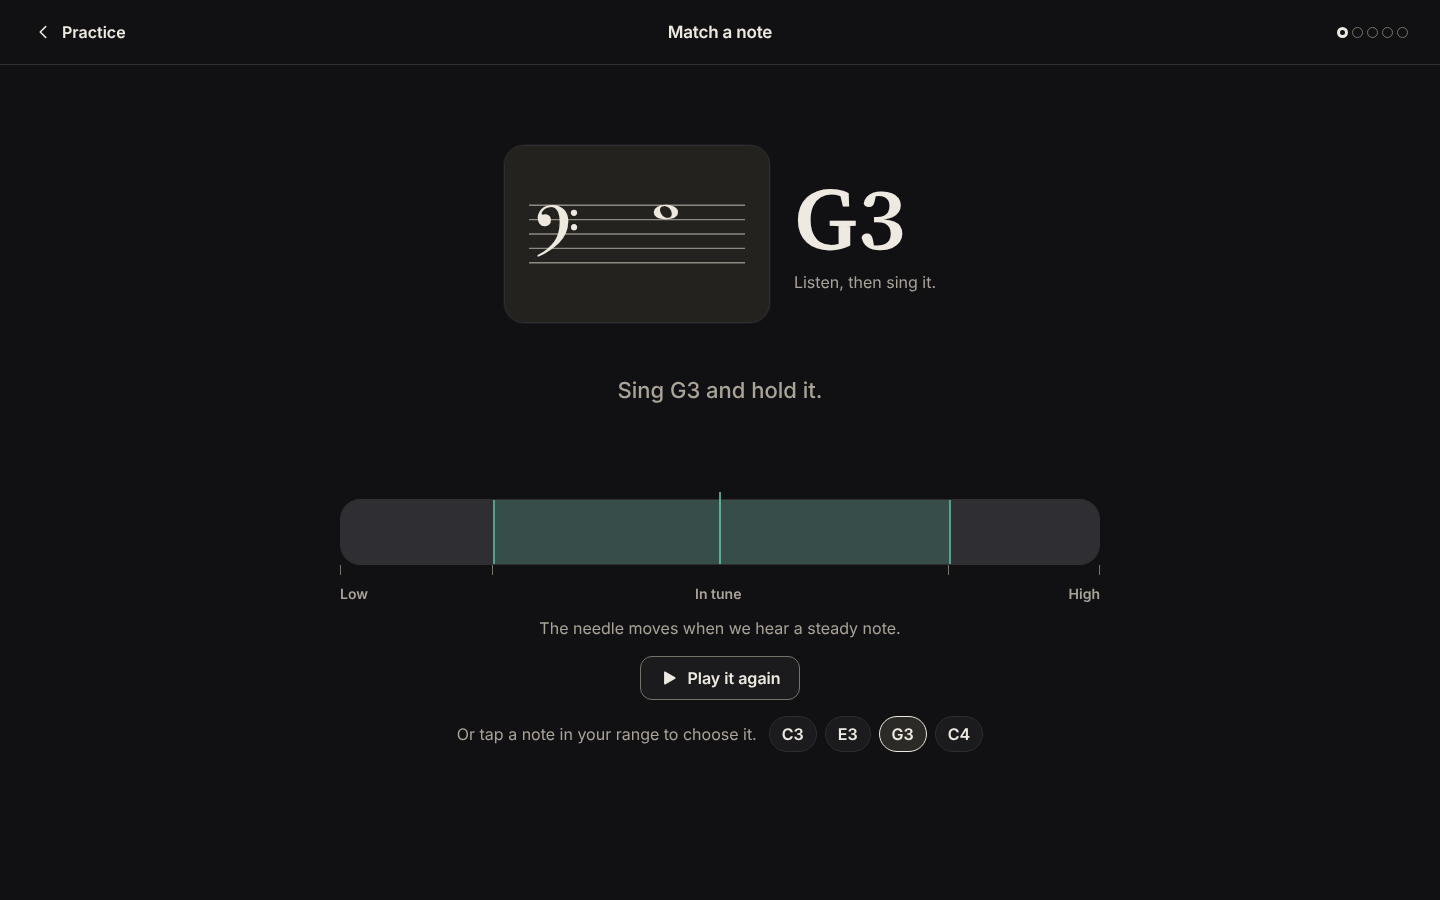 Practice
Match a note
G3
Listen, then sing it.
Sing G3 and hold it.
Low
In tune
High
The needle moves when we hear a steady note.
Play it again
Or tap a note in your range to choose it. C3 E3 G3 C4